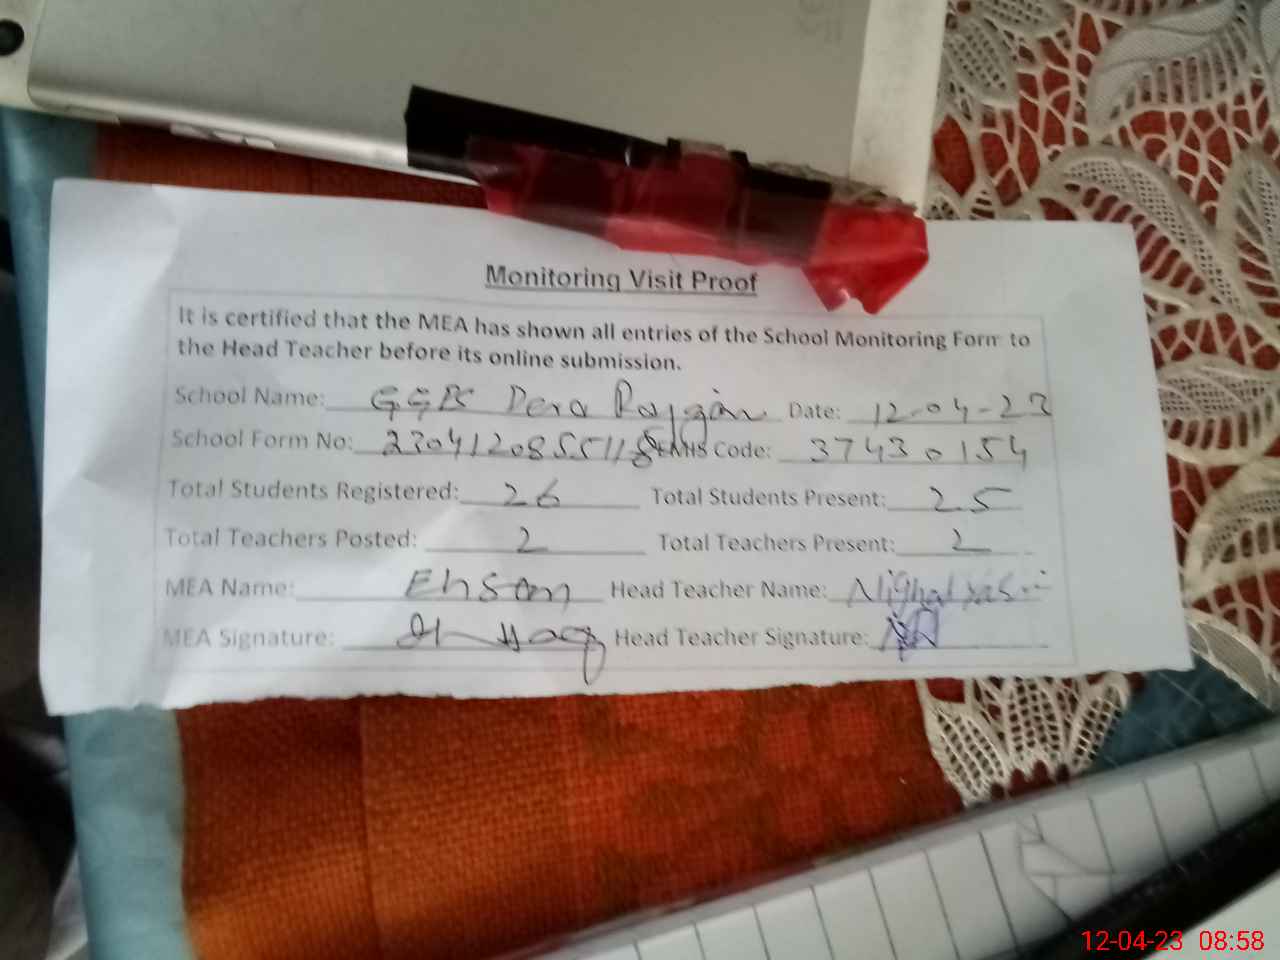 Monitoring Visit Proof
It is certified that the MEA has shown all entries of the School Monitoring Form to
the Head Teacher before its online submission.
School Name: Dera Date: 12-04-23
School Form No: 2304120855118 EMIS Code: 37430154
Total Students Registered: 26 Total Students Present: 25
Total Teachers Posted: 2 Total Teachers Present: 2
MEA Name: Ehsan Head Teacher Name: Nighat
MEA Signature: Head Teacher Signature:
12-04-23 08:58